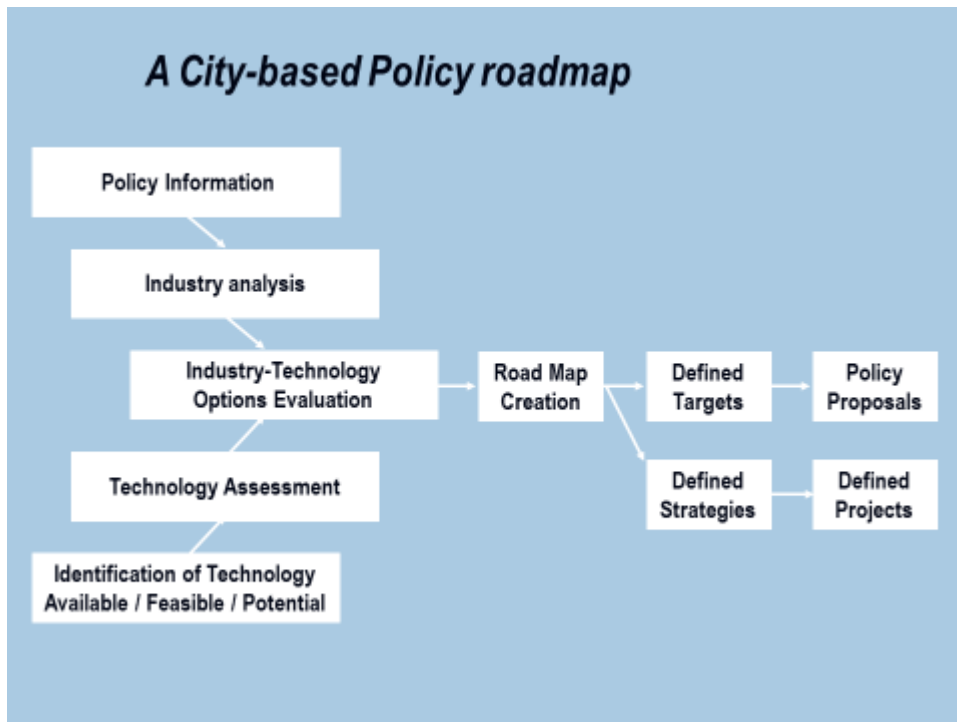 A City-based Policy roadmap
Policy Information
Industry analysis
Industry-Technology
Options Evaluation
Road Map
Creation
Defined
Targets
Policy
Proposals
Technology Assessment
Defined
Strategies
Defined
Projects
Identification of Technology
Available / Feasible / Potential